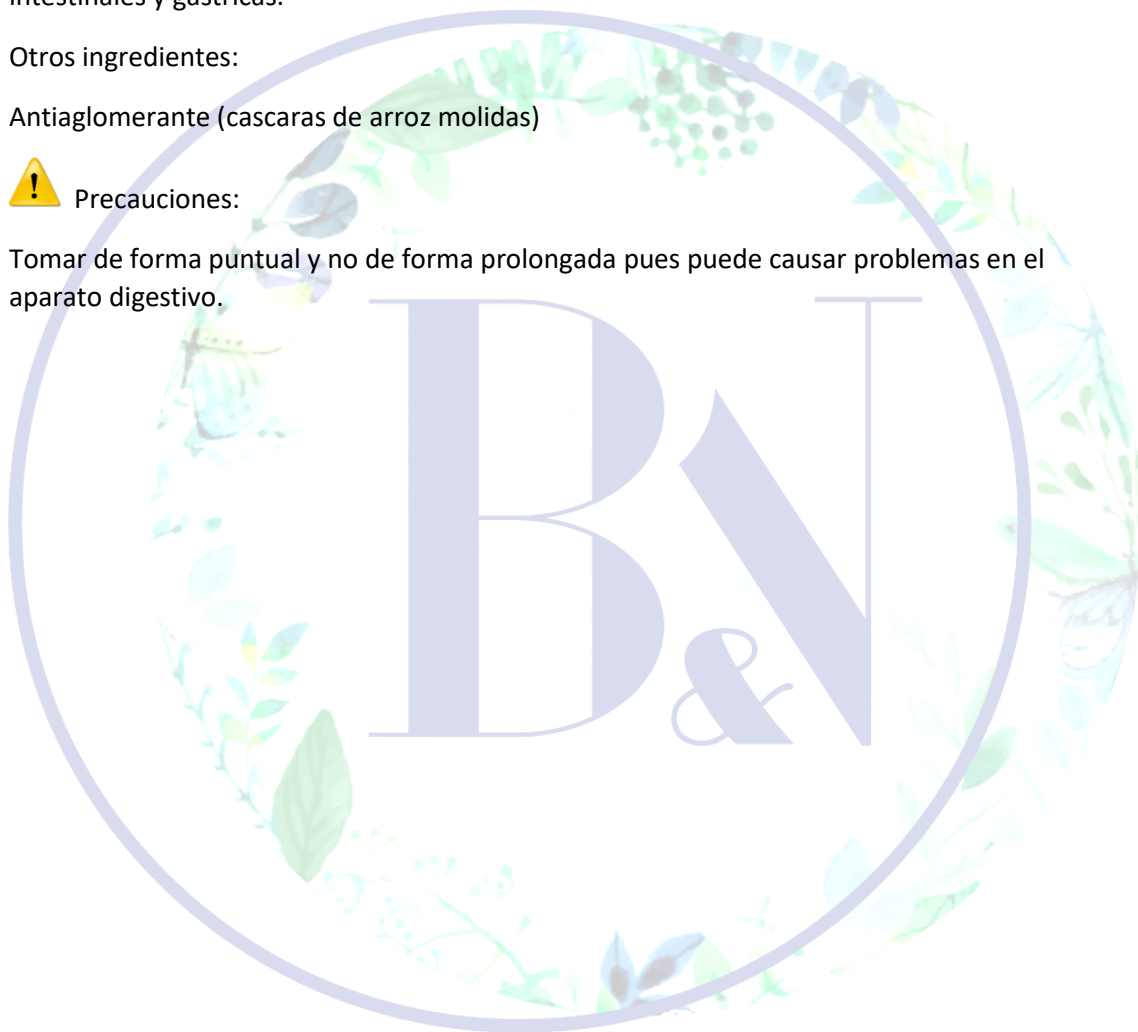 intestinales y gástricas.
Otros ingredientes:
Antiaglomerante (cascaras de arroz molidas)
Precauciones:
Tomar de forma puntual y no de forma prolongada pues puede causar problemas en el
aparato digestivo.
B&N